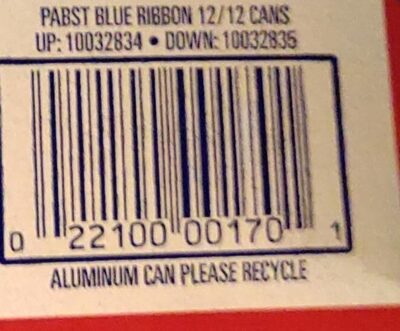 PABST BLUE RIBBON 12/12 CANS
UP: 10032834 • DOWN: 10032835
0 22100 00170 1
ALUMINUM CAN PLEASE RECYCLE